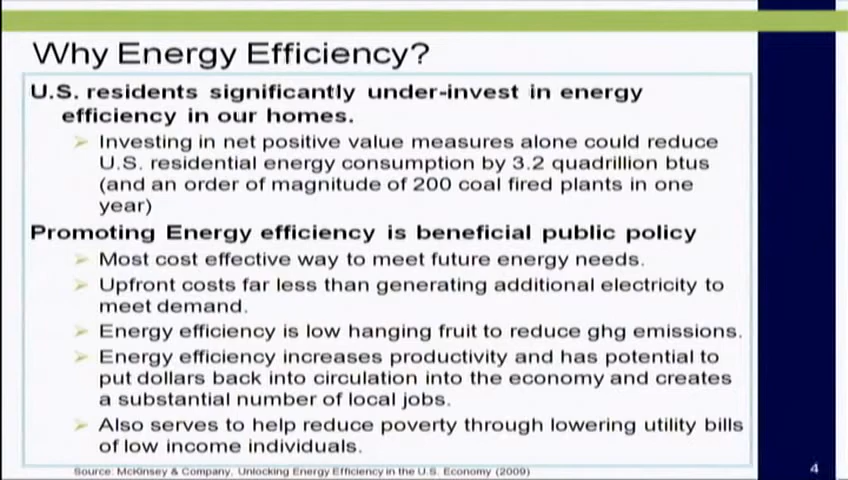 Why Energy Efficiency?
U.S. residents significantly under-invest in energy
efficiency in our homes.
Investing in net positive value measures alone could reduce
U.S. residential energy consumption by 3.2 quadrillion btus
(and an order of magnitude of 200 coal fired plants in one
year)
Promoting Energy efficiency is beneficial public policy
Most cost effective way to meet future energy needs.
Upfront costs far less than generating additional electricity to
meet demand.
Energy efficiency is low hanging fruit to reduce ghg emissions.
Energy efficiency increases productivity and has potential to
put dollars back into circulation into the economy and creates
a substantial number of local jobs.
Also serves to help reduce poverty through lowering utility bills
of low income individuals.
Source: McKinsey & Company, Unlocking Energy Efficiency in the U.S. Economy (2009)
4